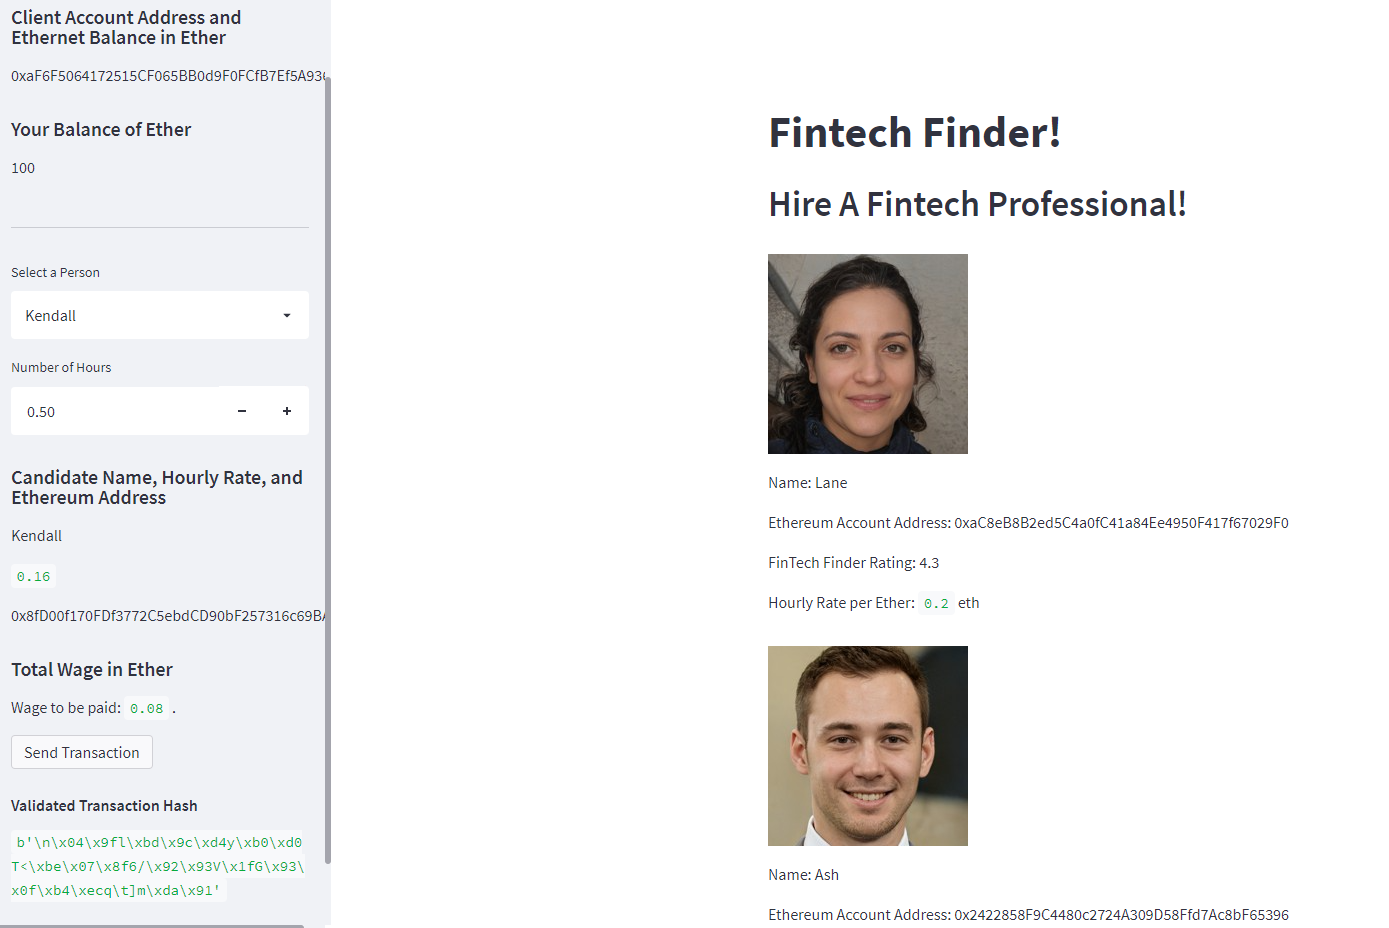 Client Account Address and
Ethernet Balance in Ether
0xaF6F5064172515CF065BB0d9F0FCfB7Ef5A93
Your Balance of Ether
100
Select a Person
Kendall
Number of Hours
0.50
Candidate Name, Hourly Rate, and
Ethereum Address
Kendall
0.16
0x8fD00f170FDf3772C5ebdCD90bF257316c69BA
Total Wage in Ether
Wage to be paid: 0.08 .
Send Transaction
Validated Transaction Hash
b'\n\x04\x9fl\xbd\x9c\xd4y\xb0\xd0
T<\xbe\x07\x8f6/\x92\x93V\x1fG\x93\
x0f\xb4\xecq\t]m\xda\x91'
Fintech Finder!
Hire A Fintech Professional!
Name: Lane
Ethereum Account Address: 0xaC8eB8B2ed5C4a0fC41a84Ee4950F417f67029F0
FinTech Finder Rating: 4.3
Hourly Rate per Ether: 0.2 eth
Name: Ash
Ethereum Account Address: 0x2422858F9C4480c2724A309D58Ffd7Ac8bF65396